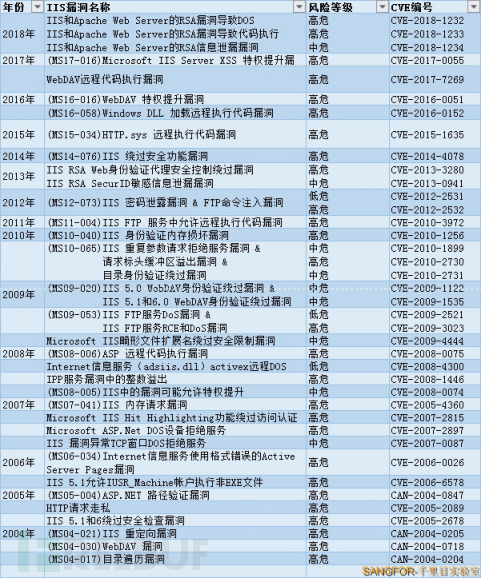 年份 IIS漏洞名称 风险等级 CVE编号
IIS和Apache Web Server的RSA漏洞导致DOS 高危 CVE-2018-1232
2018年 IIS和Apache Web Server的RSA漏洞导致代码执行 高危 CVE-2018-1233
IIS和Apache Web Server的RSA信息泄漏漏洞 中危 CVE-2018-1234
2017年 (MS17-016)Microsoft IIS Server XSS 特权提升漏 高危 CVE-2017-0055
WebDAV远程代码执行漏洞 高危 CVE-2017-7269
2016年 (MS16-016)WebDAV 特权提升漏洞 高危 CVE-2016-0051
(MS16-058)Windows DLL 加载远程执行代码漏洞 高危 CVE-2016-0152
2015年 (MS15-034)HTTP.sys 远程执行代码漏洞 高危 CVE-2015-1635
2014年 (MS14-076)IIS 绕过安全功能漏洞 高危 CVE-2014-4078
2013年 IIS RSA Web身份验证代理安全控制绕过漏洞 高危 CVE-2013-3280
IIS RSA SecurID敏感信息泄漏漏洞 中危 CVE-2013-0941
2012年 (MS12-073)IIS 密码泄露漏洞 & FTP命令注入漏洞 低危 CVE-2012-2531
高危 CVE-2012-2532
2011年 (MS11-004)IIS FTP 服务中允许远程执行代码漏洞 高危 CVE-2010-3972
2010年 (MS10-040)IIS 身份验证内存损坏漏洞 高危 CVE-2010-1256
(MS10-065)IIS 重复参数请求拒绝服务漏洞 & 中危 CVE-2010-1899
请求标头缓冲区溢出漏洞 & 高危 CVE-2010-2730
目录身份验证绕过漏洞 中危 CVE-2010-2731
2009年 (MS09-020)IIS 5.0 WebDAV身份验证绕过漏洞 & 中危 CVE-2009-1122
IIS 5.1和6.0 WebDAV身份验证绕过漏洞 高危 CVE-2009-1535
(MS09-053)IIS FTP服务DoS漏洞 & 低危 CVE-2009-2521
IIS FTP服务RCE和DoS漏洞 高危 CVE-2009-3023
Microsoft IIS畸形文件扩展名绕过安全限制漏洞 中危 CVE-2009-4444
2008年 (MS08-006)ASP 远程代码执行漏洞 高危 CVE-2008-0075
Internet信息服务（adsiis.dll）activex远程DOS 低危 CVE-2008-4300
IPP服务漏洞中的整数溢出 高危 CVE-2008-1446
(MS08-005)IIS中的漏洞可能允许特权提升 中危 CVE-2008-0074
2007年 (MS07-041)IIS 内存请求漏洞 高危 CVE-2005-4360
Microsoft IIS Hit Highlighting功能绕过访问认证 高危 CVE-2007-2815
Microsoft ASP.Net DOS设备拒绝服务 高危 CVE-2007-2897
IIS 漏洞异常TCP窗口DOS拒绝服务 中危 CVE-2007-0087
2006年 (MS06-034)Internet信息服务使用格式错误的Active
Server Pages漏洞 高危 CVE-2006-0026
IIS 5.1允许IUSR_Machine帐户执行非EXE文件 高危 CVE-2006-6578
2005年 (MS05-004)ASP.NET 路径验证漏洞 高危 CAN-2004-0847
HTTP请求走私 高危 CVE-2005-2089
IIS 5.1和6绕过安全检查漏洞 高危 CVE-2005-2678
2004年 (MS04-021)IIS 重定向漏洞 高危 CAN-2004-0205
(MS04-030)WebDAV 漏洞 高危 CAN-2004-0718
(MS04-017)目录遍历漏洞 高危 CAN-2004-0204
SANGFOR-千里目实验室